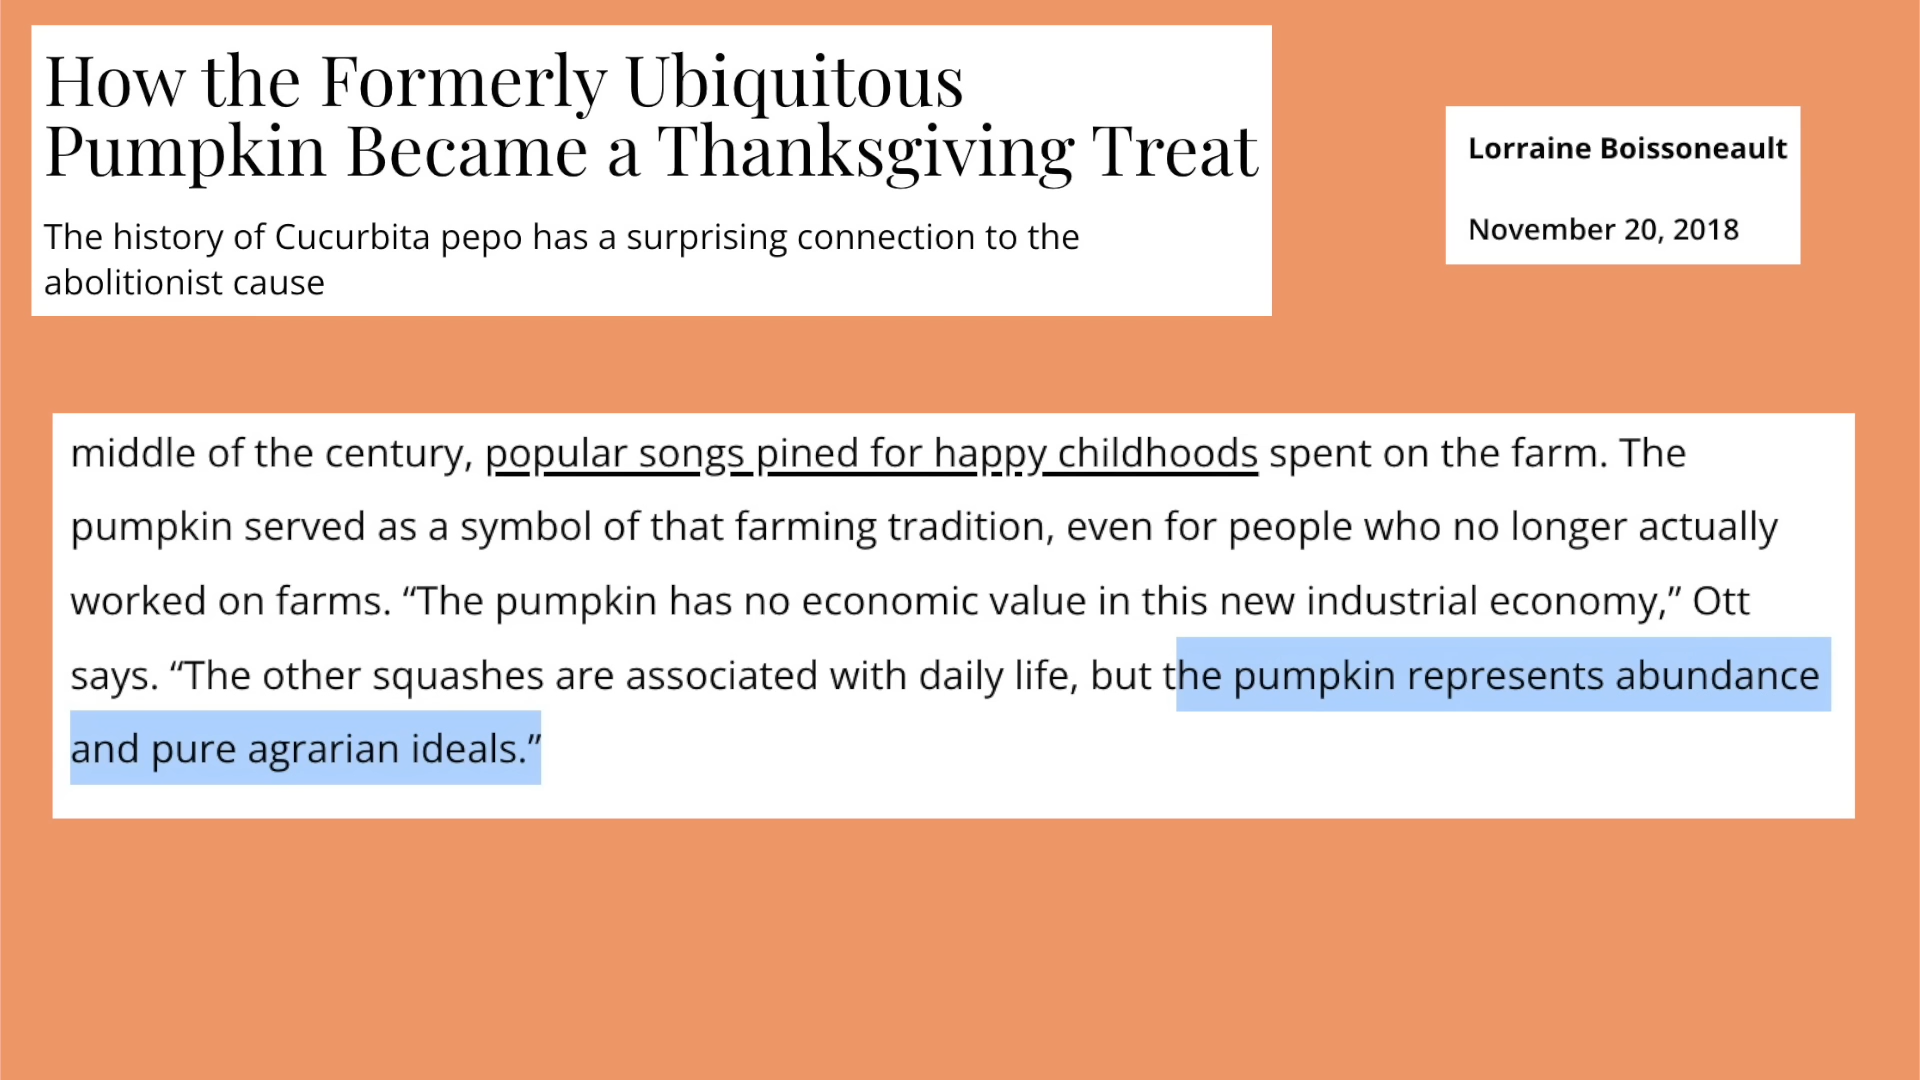 How the Formerly Ubiquitous
Pumpkin Became a Thanksgiving Treat
The history of Cucurbita pepo has a surprising connection to the
abolitionist cause
Lorraine Boissoneault
November 20, 2018
middle of the century, popular songs pined for happy childhoods spent on the farm. The
pumpkin served as a symbol of that farming tradition, even for people who no longer actually
worked on farms. “The pumpkin has no economic value in this new industrial economy,” Ott
says. “The other squashes are associated with daily life, but the pumpkin represents abundance
and pure agrarian ideals.”